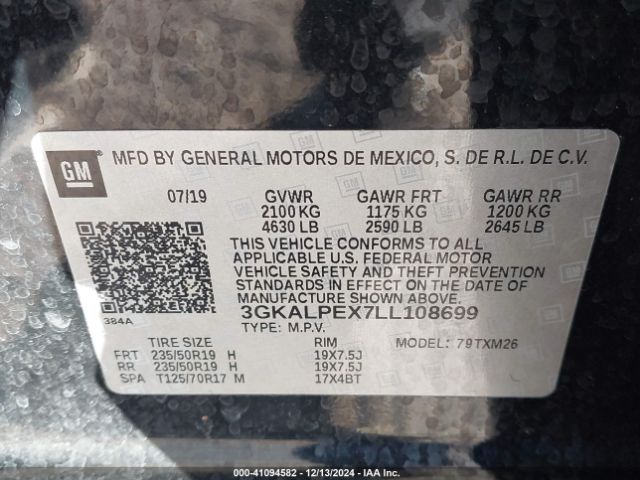 GM MFD BY GENERAL MOTORS DE MEXICO, S. DE R.L. DE C.V.
07/19 GVWR GAWR FRT GAWR RR
2100 KG 1175 KG 1200 KG
4630 LB 2590 LB 2645 LB
THIS VEHICLE CONFORMS TO ALL
APPLICABLE U.S. FEDERAL MOTOR
VEHICLE SAFETY AND THEFT PREVENTION
STANDARDS IN EFFECT ON THE DATE OF
MANUFACTURE SHOWN ABOVE.
384A 3GKALPEX7LL108699
TYPE: M.P.V.
TIRE SIZE RIM MODEL: 79TXM26
FRT 235/50R19 H 19X7.5J
RR 235/50R19 H 19X7.5J
SPA T125/70R17 M 17X4BT
000-41094582 - 12/13/2024 - IAA Inc.